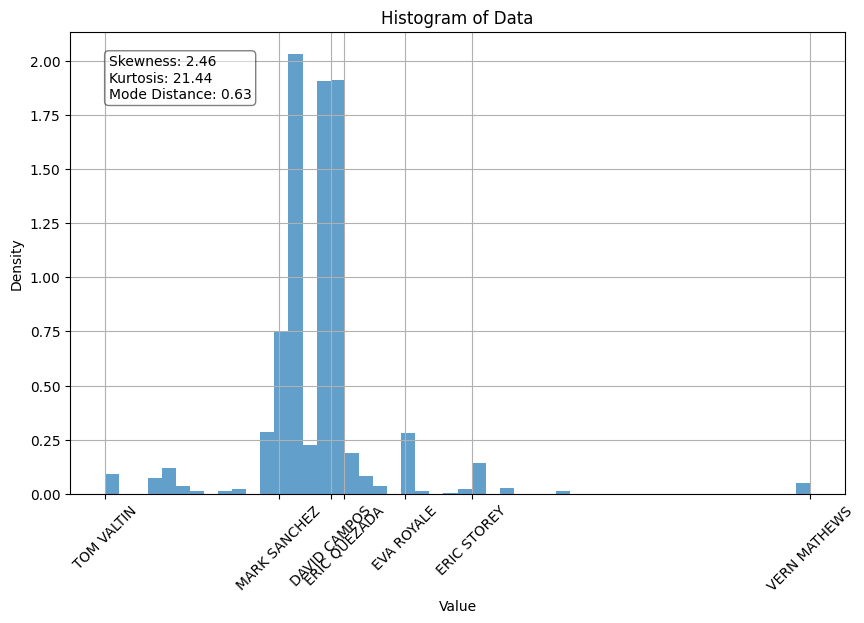 Histogram of Data
Skewness: 2.46
Kurtosis: 21.44
Mode Distance: 0.63
Density
2.00
1.75
1.50
1.25
1.00
0.75
0.50
0.25
0.00
TOM VALTIN
MARK SANCHEZ
DAVID CAMPOS
ERIC QUEZADA
EVA ROYALE
ERIC STOREY
VERN MATHEWS
Value